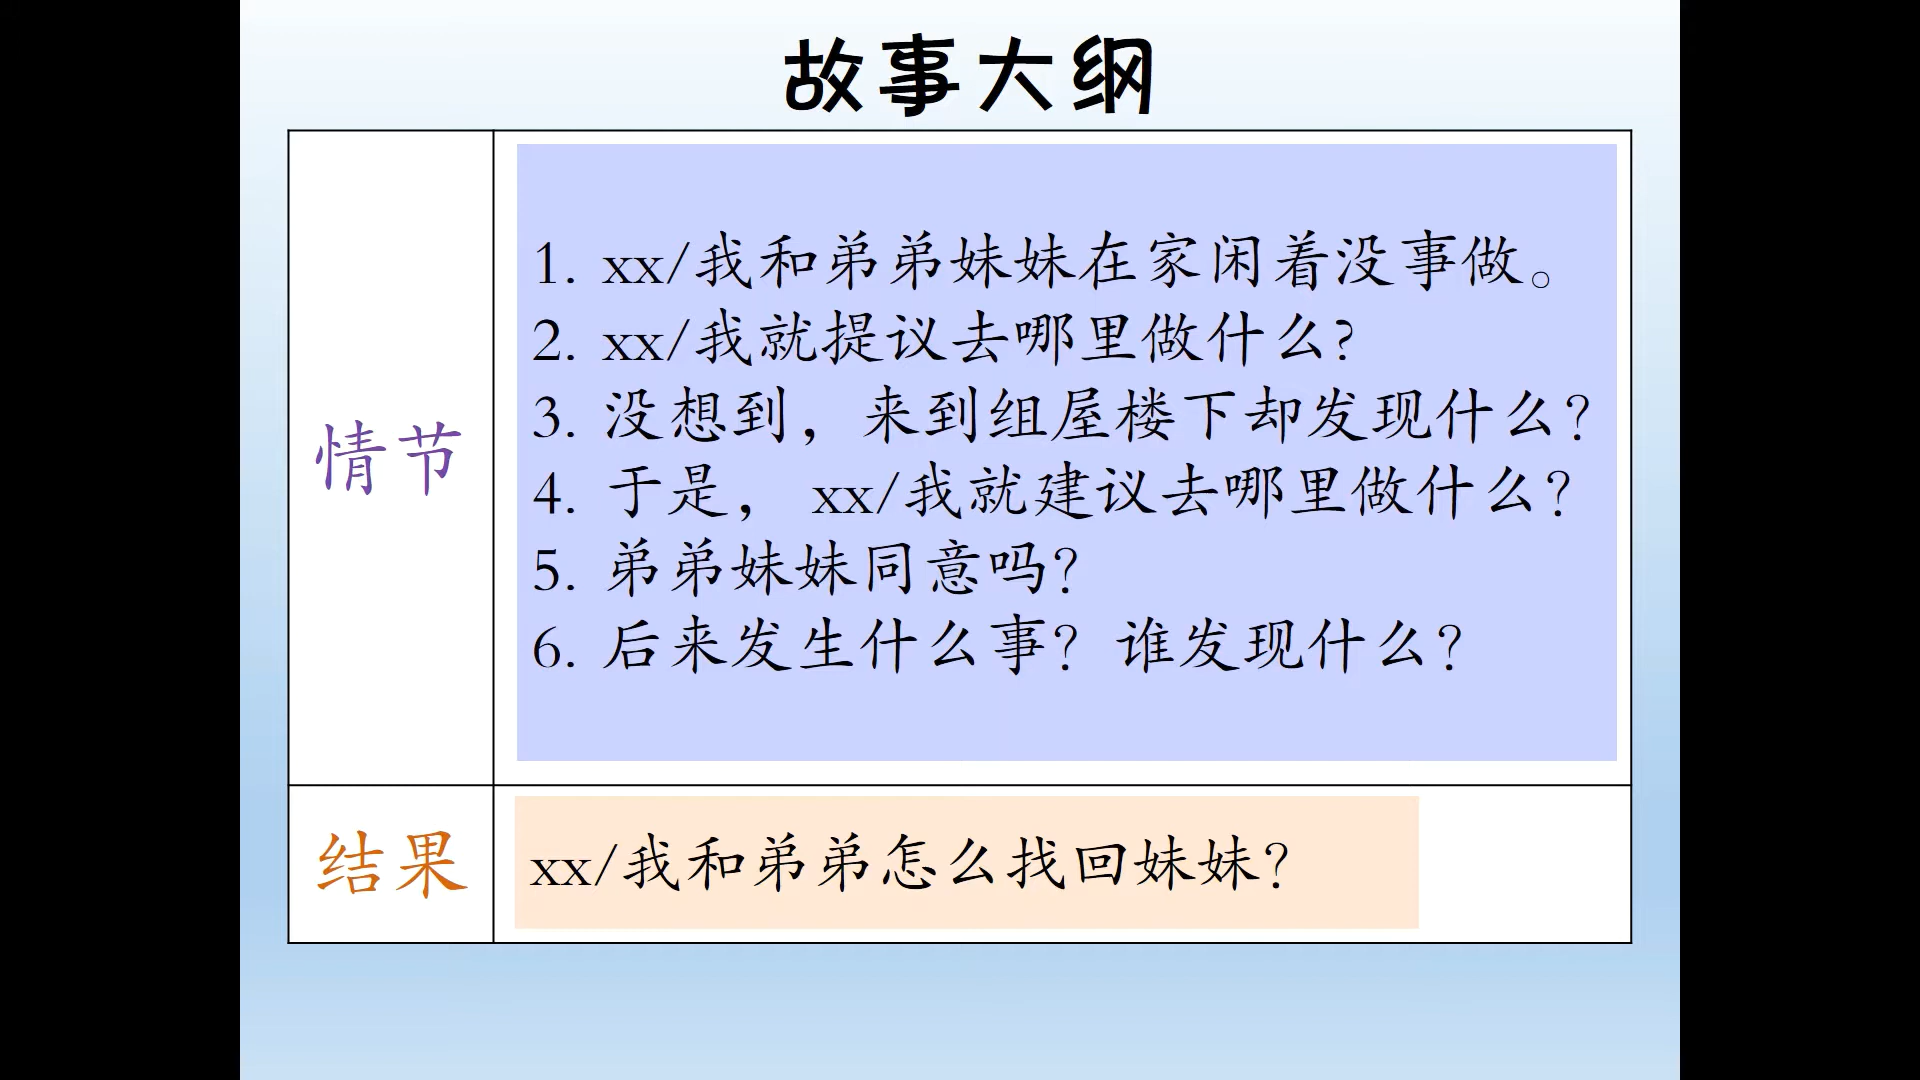 故事大纲
情节
1. xx/我和弟弟妹妹在家闲着没事做。
2. xx/我就提议去哪里做什么?
3. 没想到，来到组屋楼下却发现什么？
4. 于是， xx/我就建议去哪里做什么？
5. 弟弟妹妹同意吗？
6. 后来发生什么事？谁发现什么？
结果
xx/我和弟弟怎么找回妹妹？